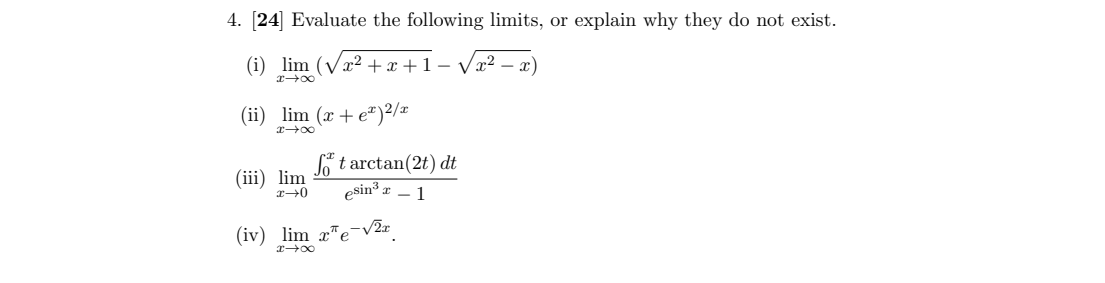 4. [24] Evaluate the following limits, or explain why they do not exist.
(i) lim_{x→∞} (√(x² + x + 1) − √(x² − x))
(ii) lim_{x→∞} (x + e^x)^{2/x}
(iii) lim_{x→0} (∫_0^x t arctan(2t) dt) / (e^{sin³ x} − 1)
(iv) lim_{x→∞} x^π e^{−√2x}.